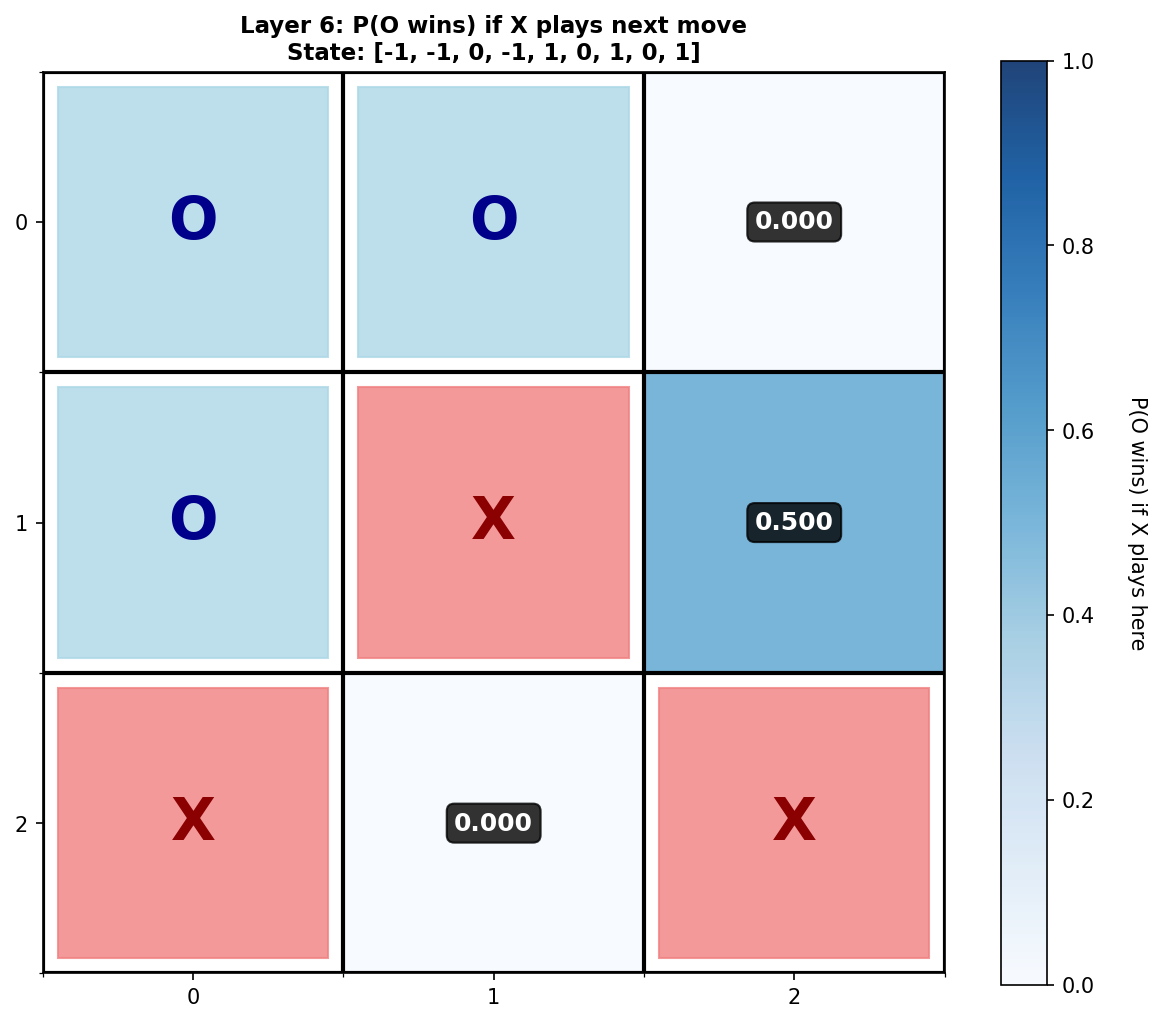 Layer 6: P(O wins) if X plays next move
State: [-1, -1, 0, -1, 1, 0, 1, 0, 1]
O
O
0.000
O
X
0.500
X
0.000
X
0
1
2
0
1
2
1.0
0.8
0.6
0.4
0.2
0.0
P(O wins) if X plays here